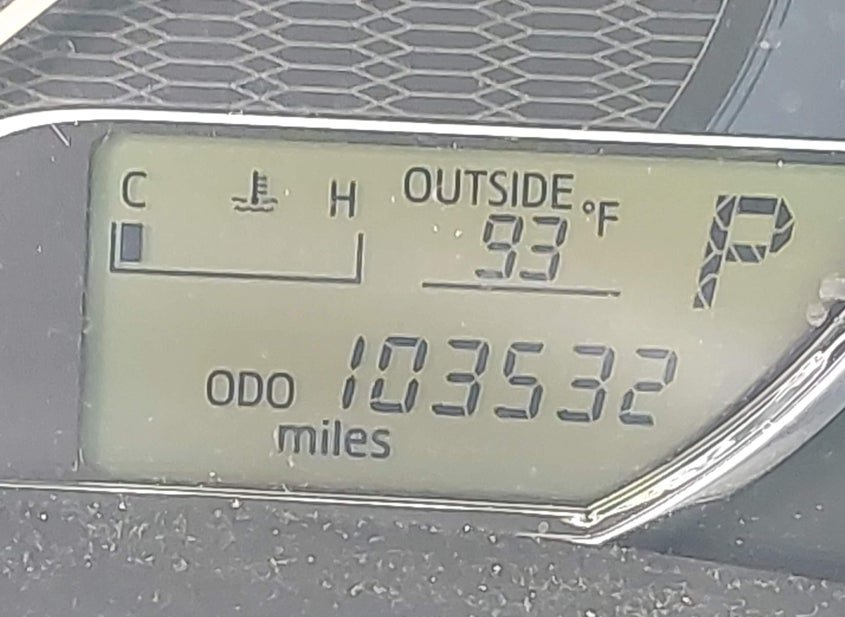 C H OUTSIDE °F P
93
ODO 103532
miles